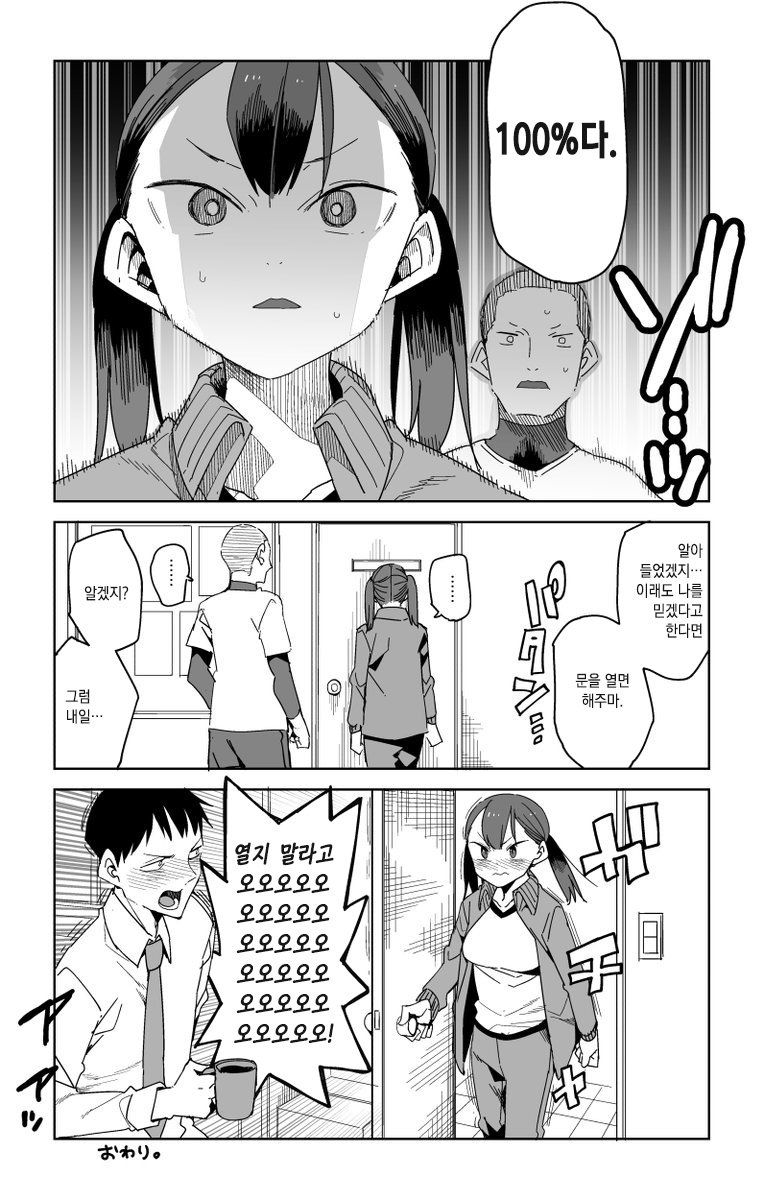 100%다.
ゾ…ッ
알아
들었겠지…
이래도 나를
믿겠다고
한다면
문을 열면
해주마.
パタン…
……
……
알겠지?
그럼
내일…
ガチャ
열지 말라고
오오오오오
오오오오오
오오오오오
오오오오오
오오오오오
오오오오오!
アアァッ
おわり。